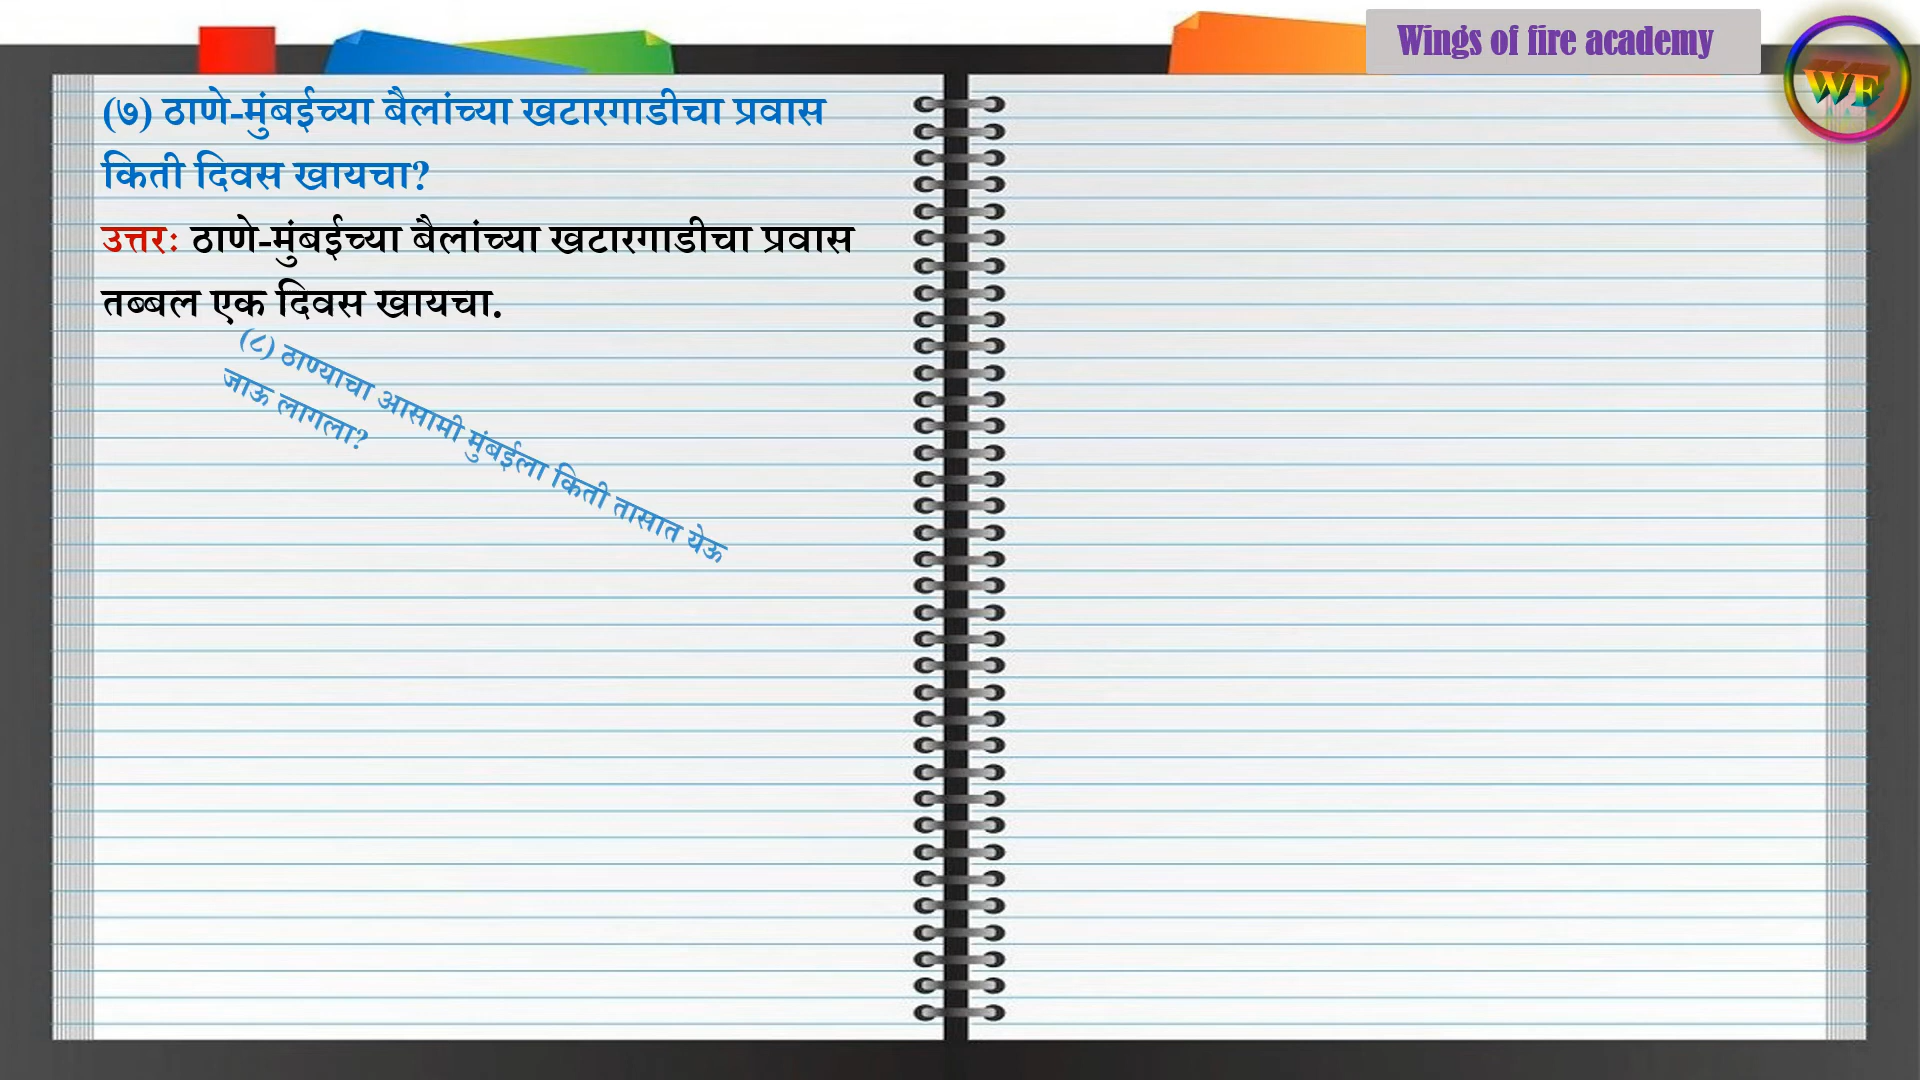 Wings of fire academy
WE
(७) ठाणे-मुंबईच्या बैलांच्या खटारगाडीचा प्रवास
किती दिवस खायचा?
उत्तर: ठाणे-मुंबईच्या बैलांच्या खटारगाडीचा प्रवास
तब्बल एक दिवस खायचा.
(८) ठाण्याचा आसामी मुंबईला किती तासात येऊ
जाऊ लागला?